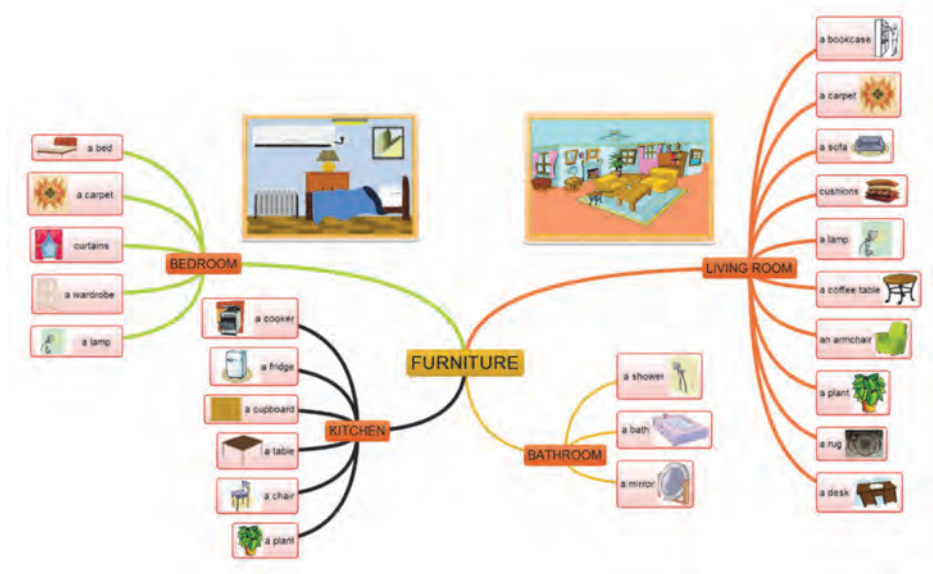 FURNITURE
BEDROOM
a bed
a carpet
curtains
a wardrobe
a lamp
KITCHEN
a cooker
a fridge
a cupboard
a table
a chair
a plant
BATHROOM
a shower
a bath
a mirror
LIVING ROOM
a bookcase
a carpet
a sofa
cushions
a lamp
a coffee table
an armchair
a plant
a rug
a desk